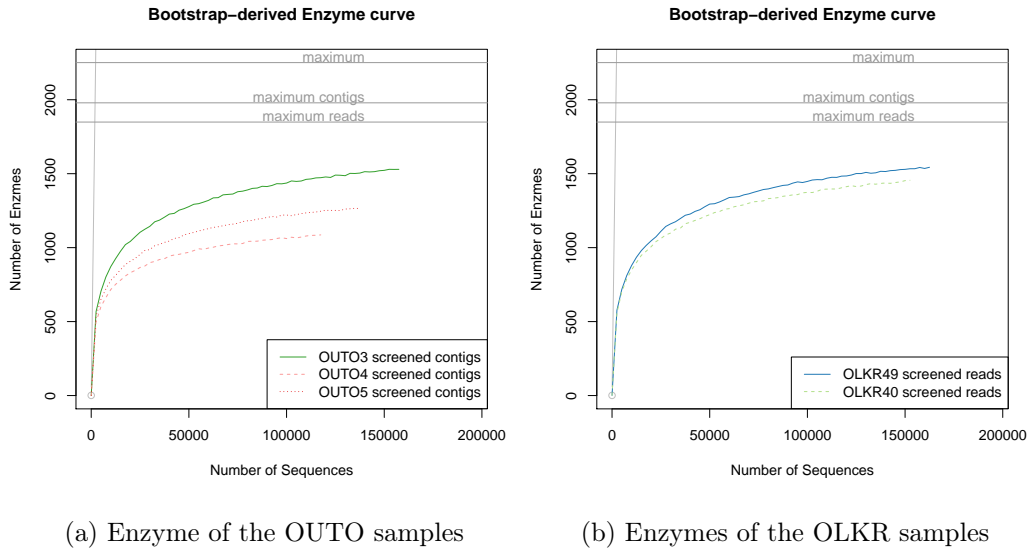 Bootstrap−derived Enzyme curve
maximum
maximum contigs
maximum reads
2000
1500
1000
500
0
Number of Enzmes
OUTO3 screened contigs
OUTO4 screened contigs
OUTO5 screened contigs
0 50000 100000 150000 200000
Number of Sequences
(a) Enzyme of the OUTO samples
Bootstrap−derived Enzyme curve
maximum
maximum contigs
maximum reads
2000
1500
1000
500
0
Number of Enzymes
OLKR49 screened reads
OLKR40 screened reads
0 50000 100000 150000 200000
Number of Sequences
(b) Enzymes of the OLKR samples